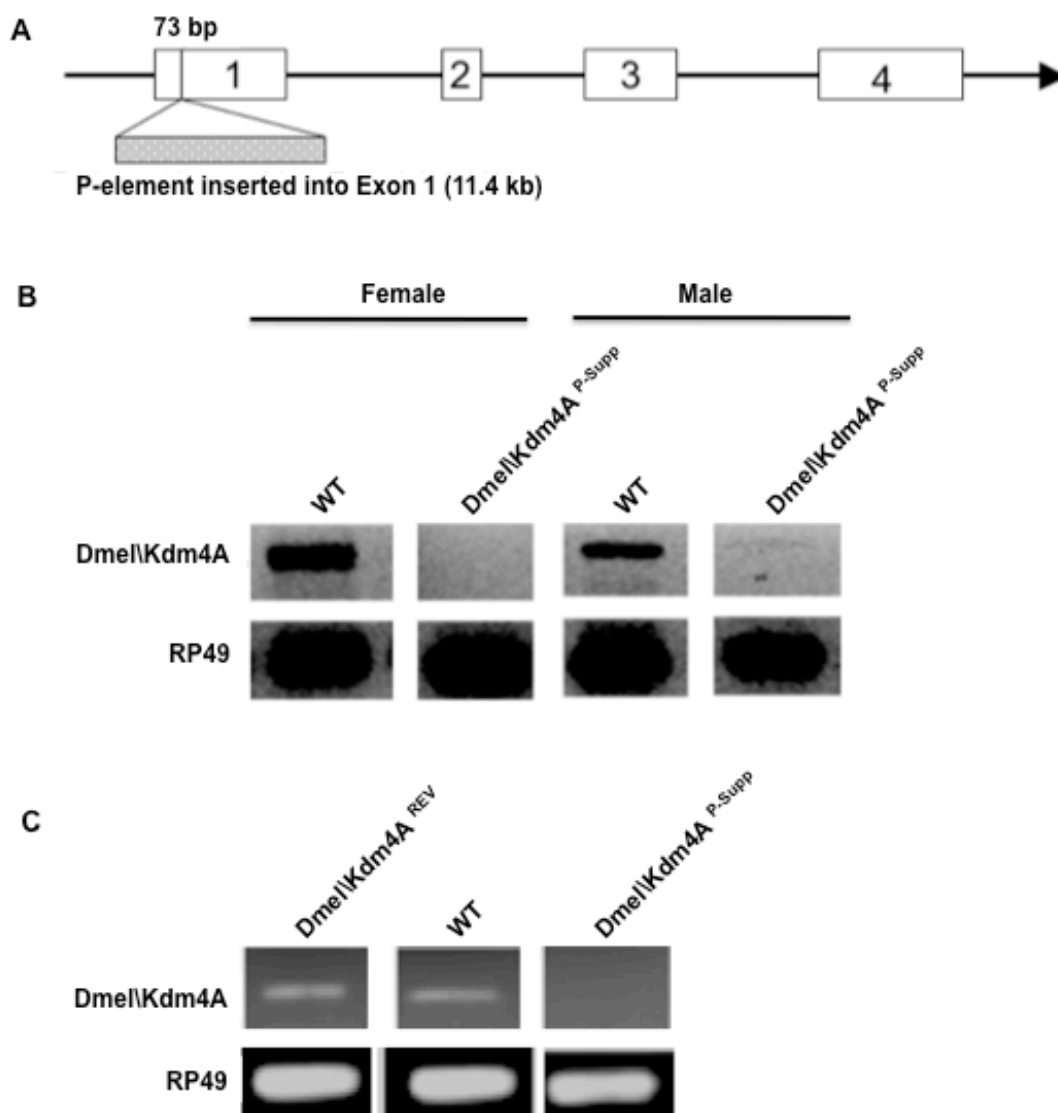 A
73 bp
1 2 3 4
P-element inserted into Exon 1 (11.4 kb)
B
Female Male
WT Dmel\Kdm4A P-Supp WT Dmel\Kdm4A P-Supp
Dmel\Kdm4A
RP49
C
Dmel\Kdm4A REV WT Dmel\Kdm4A P-Supp
Dmel\Kdm4A
RP49